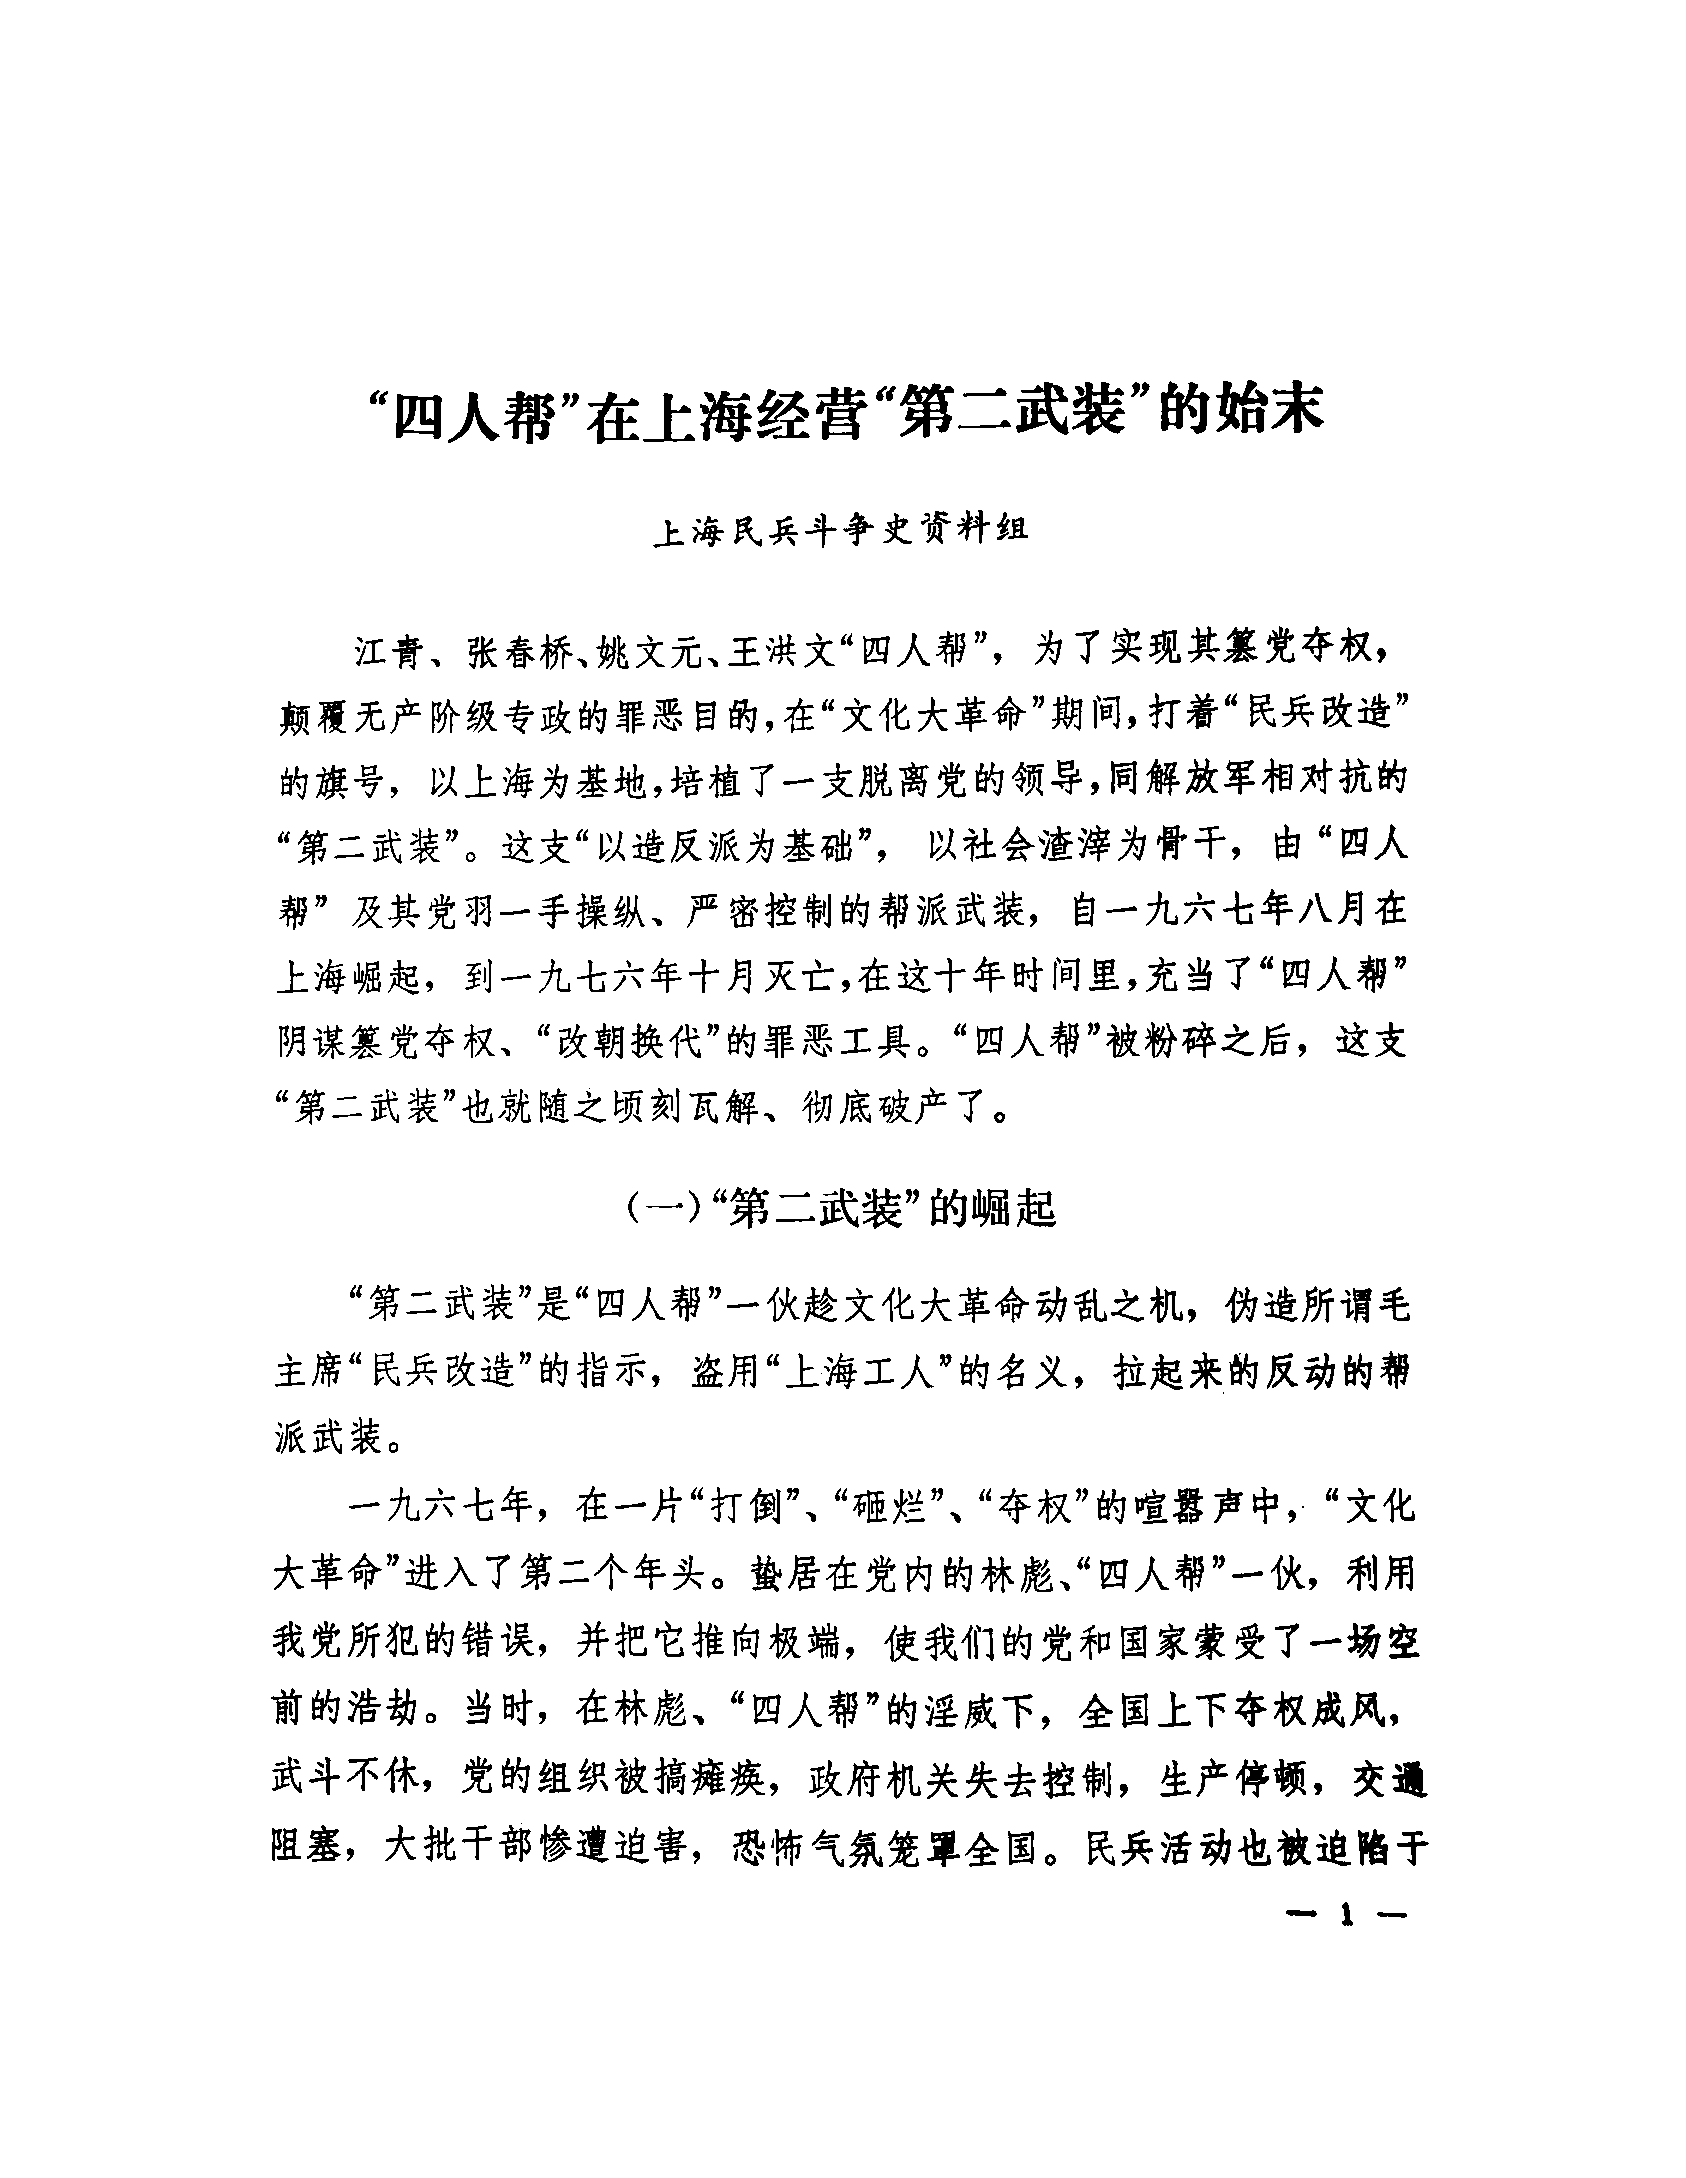 “四人帮”在上海经营“第二武装”的始末
上海民兵斗争史资料组
江青、张春桥、姚文元、王洪文“四人帮”，为了实现其篡党夺权，
颠覆无产阶级专政的罪恶目的，在“文化大革命”期间，打着“民兵改造”
的旗号，以上海为基地，培植了一支脱离党的领导，同解放军相对抗的
“第二武装”。这支“以造反派为基础”，以社会渣滓为骨干，由“四人
帮”及其党羽一手操纵、严密控制的帮派武装，自一九六七年八月在
上海崛起，到一九七六年十月灭亡，在这十年时间里，充当了“四人帮”
阴谋篡党夺权、“改朝换代”的罪恶工具。“四人帮”被粉碎之后，这支
“第二武装”也就随之顷刻瓦解、彻底破产了。
（一）“第二武装”的崛起
“第二武装”是“四人帮”一伙趁文化大革命动乱之机，伪造所谓毛
主席“民兵改造”的指示，盗用“上海工人”的名义，拉起来的反动的帮
派武装。
一九六七年，在一片“打倒”、“砸烂”、“夺权”的喧嚣声中，“文化
大革命”进入了第二个年头。蛰居在党内的林彪、“四人帮”一伙，利用
我党所犯的错误，并把它推向极端，使我们的党和国家蒙受了一场空
前的浩劫。当时，在林彪、“四人帮”的淫威下，全国上下夺权成风，
武斗不休，党的组织被搞瘫痪，政府机关失去控制，生产停顿，交通
阻塞，大批干部惨遭迫害，恐怖气氛笼罩全国。民兵活动也被迫陷于
— 1 —